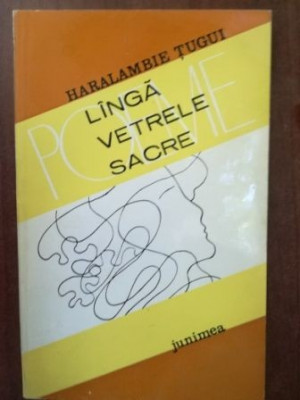 HARALAMBIE ȚUGUI
POEME
LÎNGĂ
VETRELE
SACRE
junimea